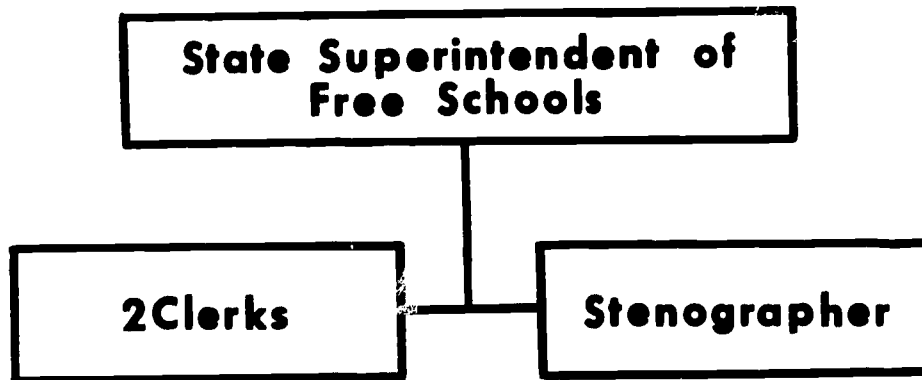 State Superintendent of
Free Schools
2Clerks
Stenographer